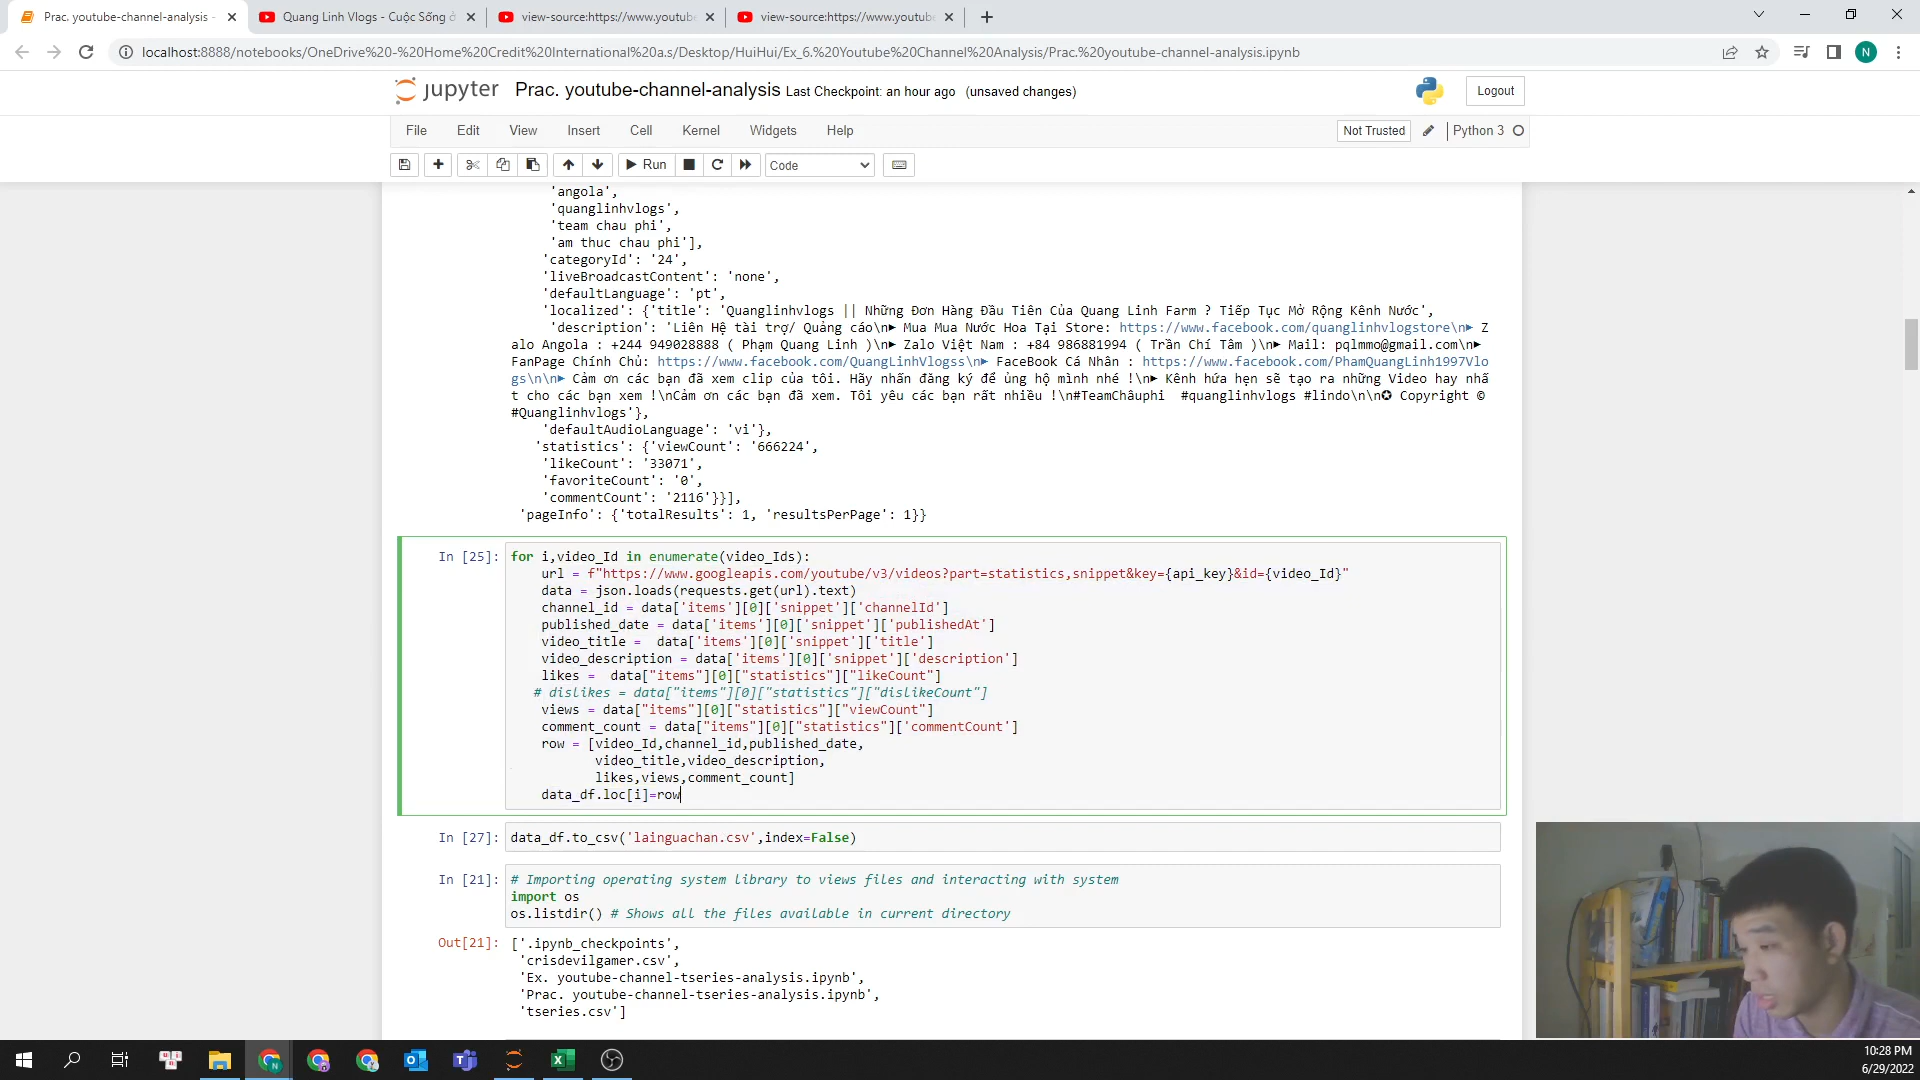 Prac. youtube-channel-analysis -
Quang Linh Vlogs - Cuộc Sống ở
view-source:https://www.youtube
view-source:https://www.youtube
localhost:8888/notebooks/OneDrive%20-%20Home%20Credit%20International%20a.s/Desktop/HuiHui/Ex_6.%20Youtube%20Channel%20Analysis/Prac.%20youtube-channel-analysis.ipynb
N
jupyter Prac. youtube-channel-analysis Last Checkpoint: an hour ago (unsaved changes)
Logout
File Edit View Insert Cell Kernel Widgets Help
Not Trusted
Python 3
Run
Code
'angola',
'quanglinhvlogs',
'team chau phi',
'am thuc chau phi'],
'categoryId': '24',
'liveBroadcastContent': 'none',
'defaultLanguage': 'pt',
'localized': {'title': 'Quanglinhvlogs || Những Đơn Hàng Đầu Tiên Của Quang Linh Farm ? Tiếp Tục Mở Rộng Kênh Nước',
'description': 'Liên Hệ tài trợ/ Quảng cáo\n► Mua Mua Nước Hoa Tại Store: https://www.facebook.com/quanglinhvlogstore\n► Z
alo Angola : +244 949028888 ( Phạm Quang Linh )\n► Zalo Việt Nam : +84 986881994 ( Trần Chí Tâm )\n► Mail: pqlmmo@gmail.com\n►
FanPage Chính Chủ: https://www.facebook.com/QuangLinhVlogss\n► FaceBook Cá Nhân : https://www.facebook.com/PhamQuangLinh1997Vlo
gs\n\n► Cảm ơn các bạn đã xem clip của tôi. Hãy nhấn đăng ký để ủng hộ mình nhé !\n► Kênh hứa hẹn sẽ tạo ra những Video hay nhấ
t cho các bạn xem !\nCảm ơn các bạn đã xem. Tôi yêu các bạn rất nhiều !\n#TeamChâuphi  #quanglinhvlogs #lindo\n\n✪ Copyright ©
#Quanglinhvlogs'},
'defaultAudioLanguage': 'vi'},
'statistics': {'viewCount': '666224',
'likeCount': '33071',
'favoriteCount': '0',
'commentCount': '2116'}}],
'pageInfo': {'totalResults': 1, 'resultsPerPage': 1}}
In [25]: for i,video_Id in enumerate(video_Ids):
url = f"https://www.googleapis.com/youtube/v3/videos?part=statistics,snippet&key={api_key}&id={video_Id}"
data = json.loads(requests.get(url).text)
channel_id = data['items'][0]['snippet']['channelId']
published_date = data['items'][0]['snippet']['publishedAt']
video_title =  data['items'][0]['snippet']['title']
video_description = data['items'][0]['snippet']['description']
likes =  data["items"][0]["statistics"]["likeCount"]
# dislikes = data["items"][0]["statistics"]["dislikeCount"]
views = data["items"][0]["statistics"]["viewCount"]
comment_count = data["items"][0]["statistics"]['commentCount']
row = [video_Id,channel_id,published_date,
video_title,video_description,
likes,views,comment_count]
data_df.loc[i]=row
In [27]: data_df.to_csv('lainguachan.csv',index=False)
In [21]: # Importing operating system library to views files and interacting with system
import os
os.listdir() # Shows all the files available in current directory
Out[21]: ['.ipynb_checkpoints',
'crisdevilgamer.csv',
'Ex. youtube-channel-tseries-analysis.ipynb',
'Prac. youtube-channel-tseries-analysis.ipynb',
'tseries.csv']
10:28 PM
6/29/2022